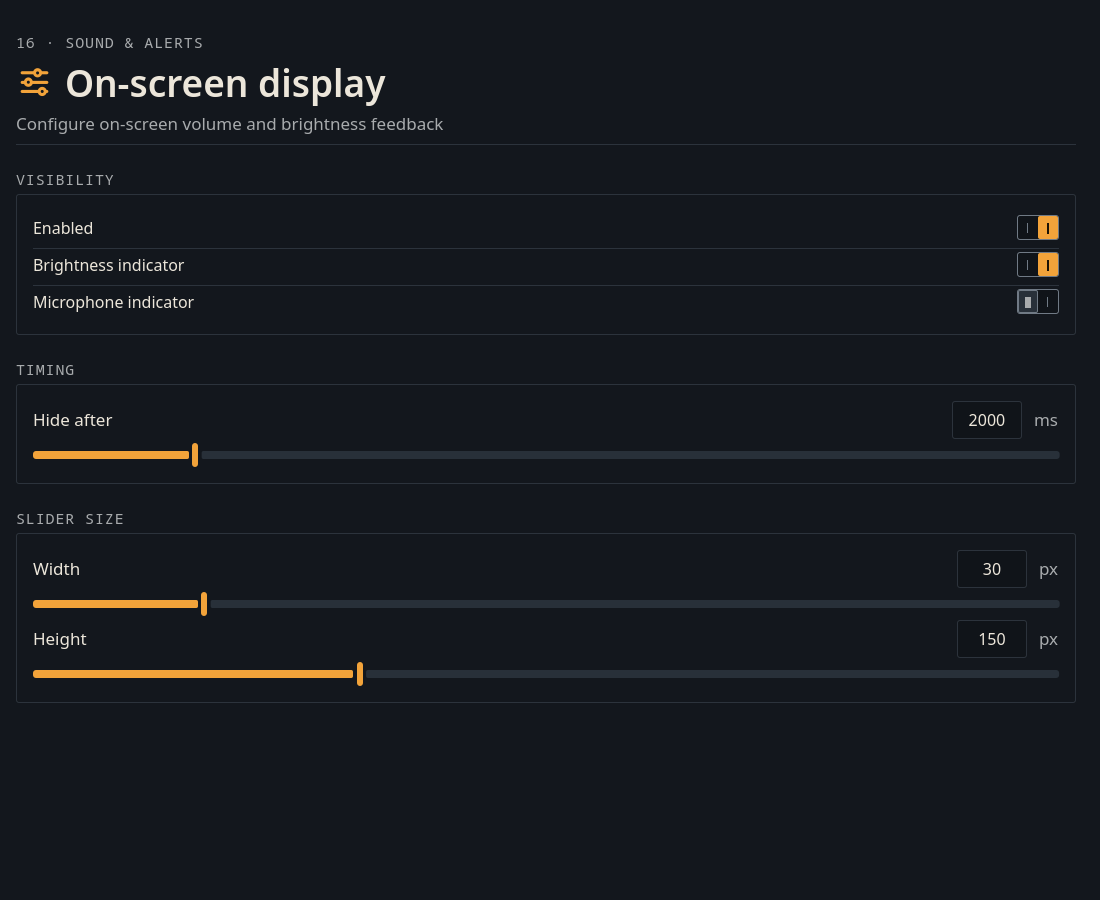 16 · SOUND & ALERTS
On-screen display
Configure on-screen volume and brightness feedback
VISIBILITY
Enabled
Brightness indicator
Microphone indicator
TIMING
Hide after 2000 ms
SLIDER SIZE
Width 30 px
Height 150 px